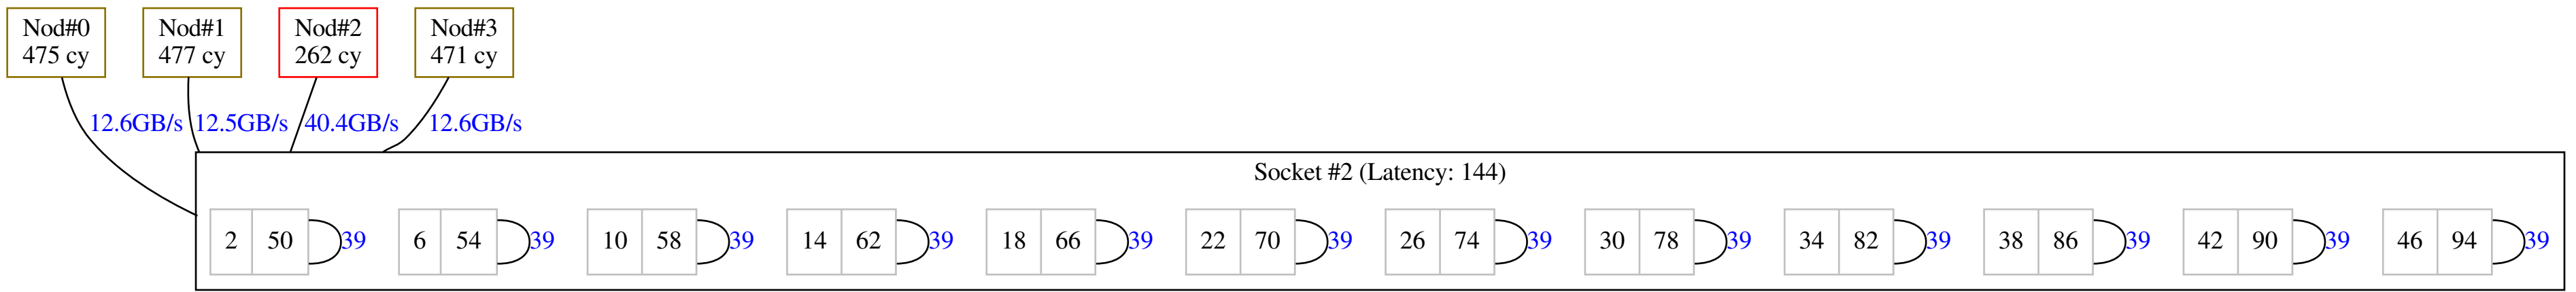 Nod#0
475 cy
Nod#1
477 cy
Nod#2
262 cy
Nod#3
471 cy
12.6GB/s
12.5GB/s
40.4GB/s
12.6GB/s
Socket #2 (Latency: 144)
2 50 39
6 54 39
10 58 39
14 62 39
18 66 39
22 70 39
26 74 39
30 78 39
34 82 39
38 86 39
42 90 39
46 94 39